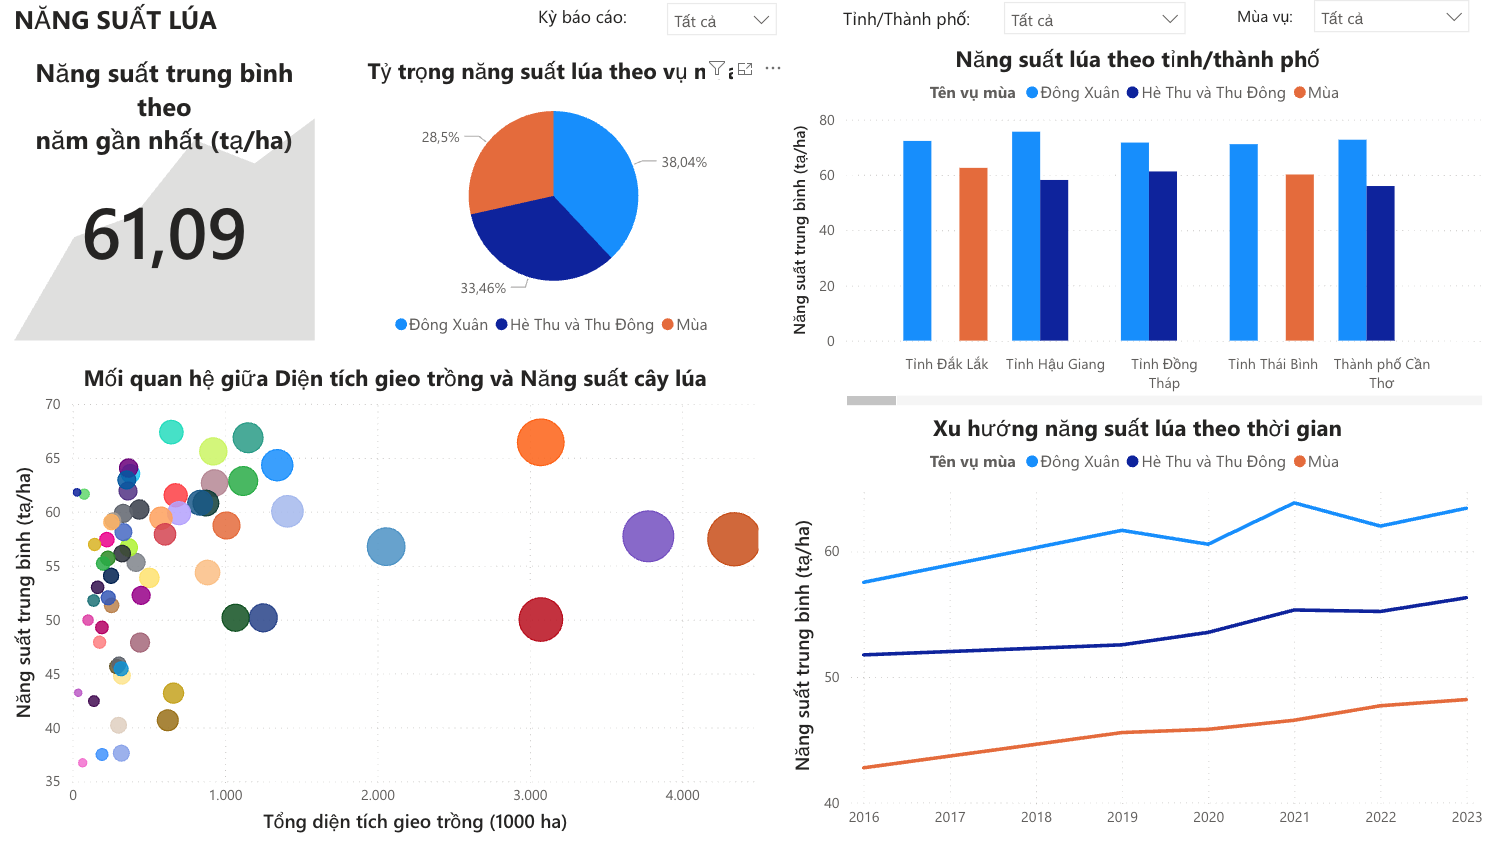 NĂNG SUẤT LÚA
Kỳ báo cáo:
Tất cả
Tỉnh/Thành phố:
Tất cả
Mùa vụ:
Tất cả
Năng suất trung bình
theo
năm gần nhất (tạ/ha)
61,09
Tỷ trọng năng suất lúa theo vụ
28,5%
38,04%
33,46%
Đông Xuân
Hè Thu và Thu Đông
Mùa
Năng suất lúa theo tỉnh/thành phố
Tên vụ mùa
Đông Xuân
Hè Thu và Thu Đông
Mùa
Năng suất trung bình (tạ/ha)
80
60
40
20
0
Tỉnh Đắk Lắk
Tỉnh Hậu Giang
Tỉnh Đồng
Tháp
Tỉnh Thái Bình
Thành phố Cần
Thơ
Mối quan hệ giữa Diện tích gieo trồng và Năng suất cây lúa
Năng suất trung bình (tạ/ha)
70
65
60
55
50
45
40
35
0
1.000
2.000
3.000
4.000
Tổng diện tích gieo trồng (1000 ha)
Xu hướng năng suất lúa theo thời gian
Tên vụ mùa
Đông Xuân
Hè Thu và Thu Đông
Mùa
Năng suất trung bình (tạ/ha)
60
50
40
2016
2017
2018
2019
2020
2021
2022
2023